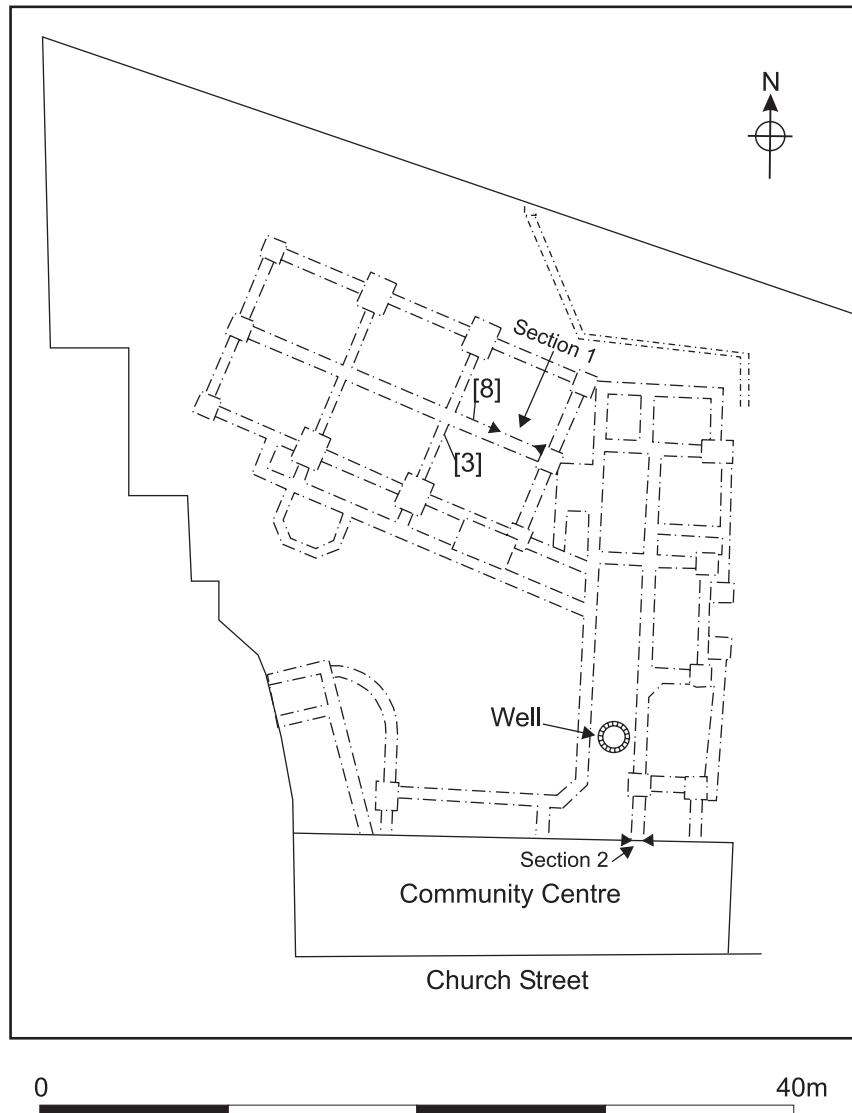 N
Section 1
[8]
[3]
Well
Section 2
Community Centre
Church Street
0 40m